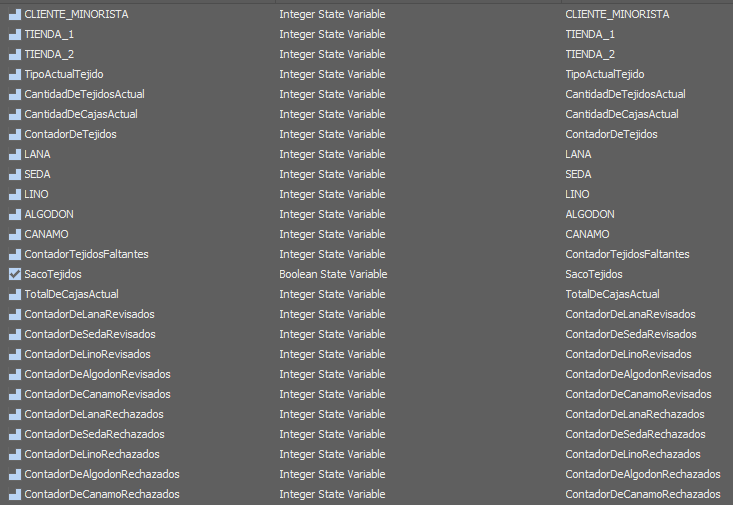 CLIENTE_MINORISTA Integer State Variable CLIENTE_MINORISTA
TIENDA_1 Integer State Variable TIENDA_1
TIENDA_2 Integer State Variable TIENDA_2
TipoActualTejido Integer State Variable TipoActualTejido
CantidadDeTejidosActual Integer State Variable CantidadDeTejidosActual
CantidadDeCajasActual Integer State Variable CantidadDeCajasActual
ContadorDeTejidos Integer State Variable ContadorDeTejidos
LANA Integer State Variable LANA
SEDA Integer State Variable SEDA
LINO Integer State Variable LINO
ALGODON Integer State Variable ALGODON
CANAMO Integer State Variable CANAMO
ContadorTejidosFaltantes Integer State Variable ContadorTejidosFaltantes
SacoTejidos Boolean State Variable SacoTejidos
TotalDeCajasActual Integer State Variable TotalDeCajasActual
ContadorDeLanaRevisados Integer State Variable ContadorDeLanaRevisados
ContadorDeSedaRevisados Integer State Variable ContadorDeSedaRevisados
ContadorDeLinoRevisados Integer State Variable ContadorDeLinoRevisados
ContadorDeAlgodonRevisados Integer State Variable ContadorDeAlgodonRevisados
ContadorDeCanamoRevisados Integer State Variable ContadorDeCanamoRevisados
ContadorDeLanaRechazados Integer State Variable ContadorDeLanaRechazados
ContadorDeSedaRechazados Integer State Variable ContadorDeSedaRechazados
ContadorDeLinoRechazados Integer State Variable ContadorDeLinoRechazados
ContadorDeAlgodonRechazados Integer State Variable ContadorDeAlgodonRechazados
ContadorDeCanamoRechazados Integer State Variable ContadorDeCanamoRechazados